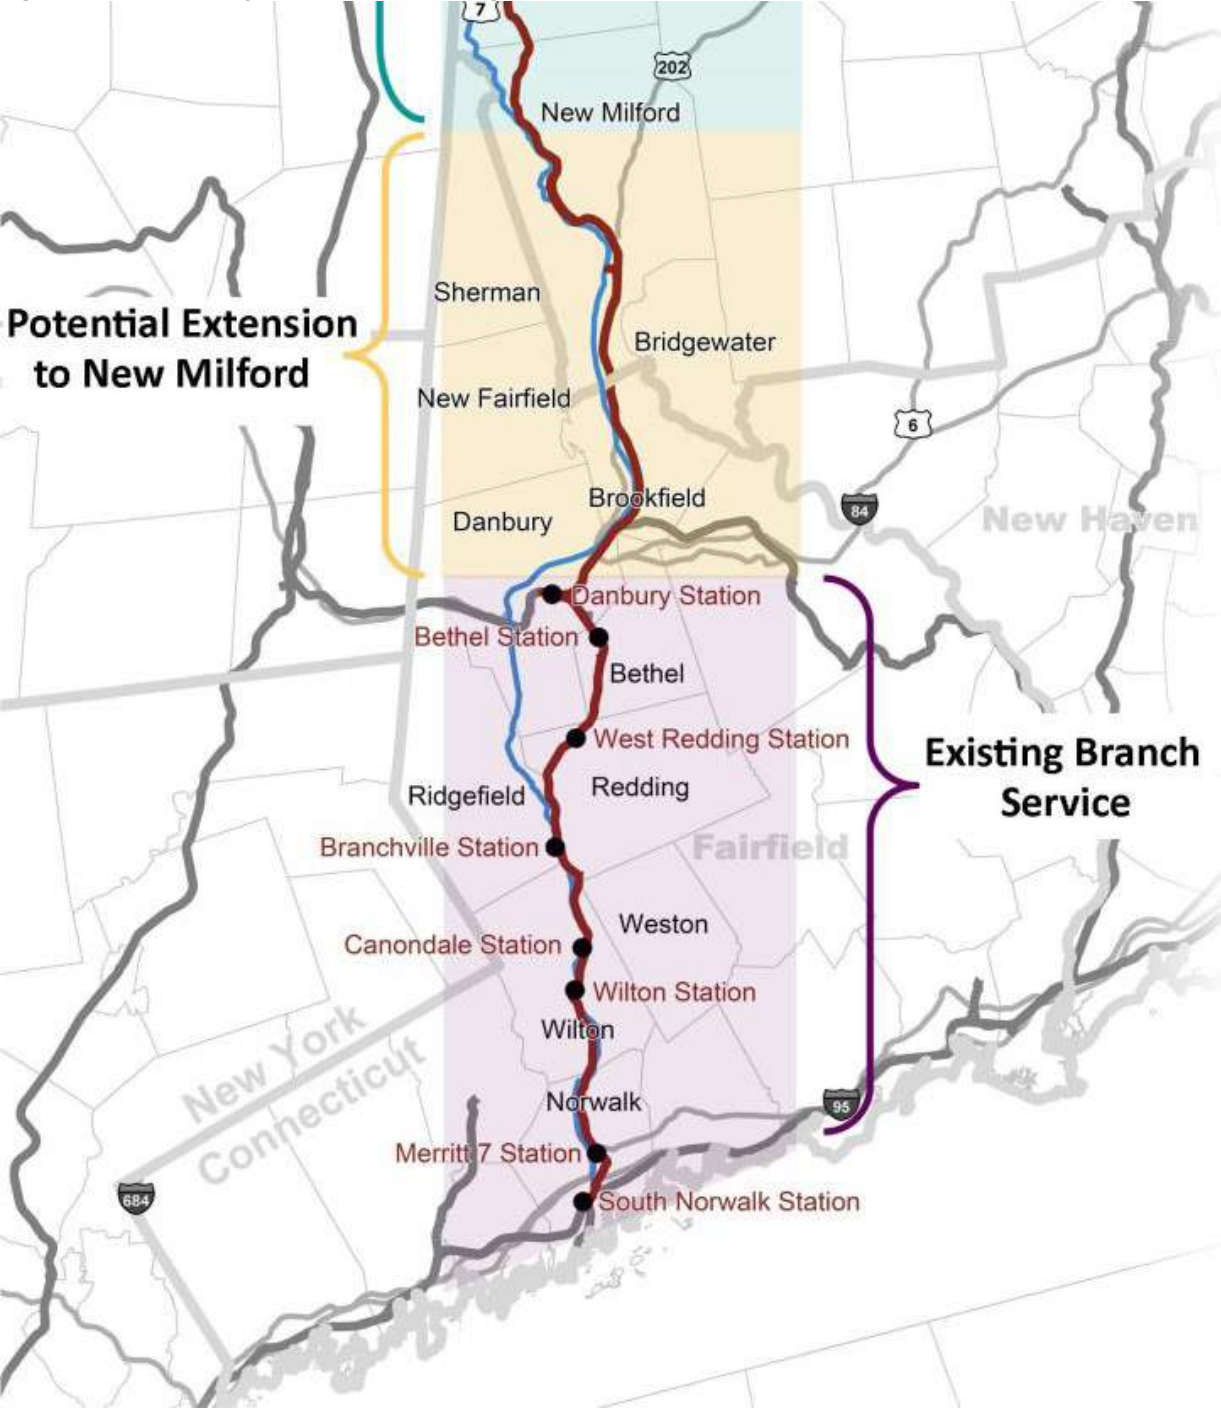 7
202
New Milford
Sherman
Potential Extension
to New Milford
Bridgewater
New Fairfield
6
Brookfield
84
Danbury
New Haven
Danbury Station
Bethel Station
Bethel
West Redding Station
Existing Branch
Service
Redding
Ridgefield
Branchville Station
Fairfield
Weston
Canondale Station
Wilton Station
Wilton
New York
Connecticut
Norwalk
95
Merritt 7 Station
684
South Norwalk Station